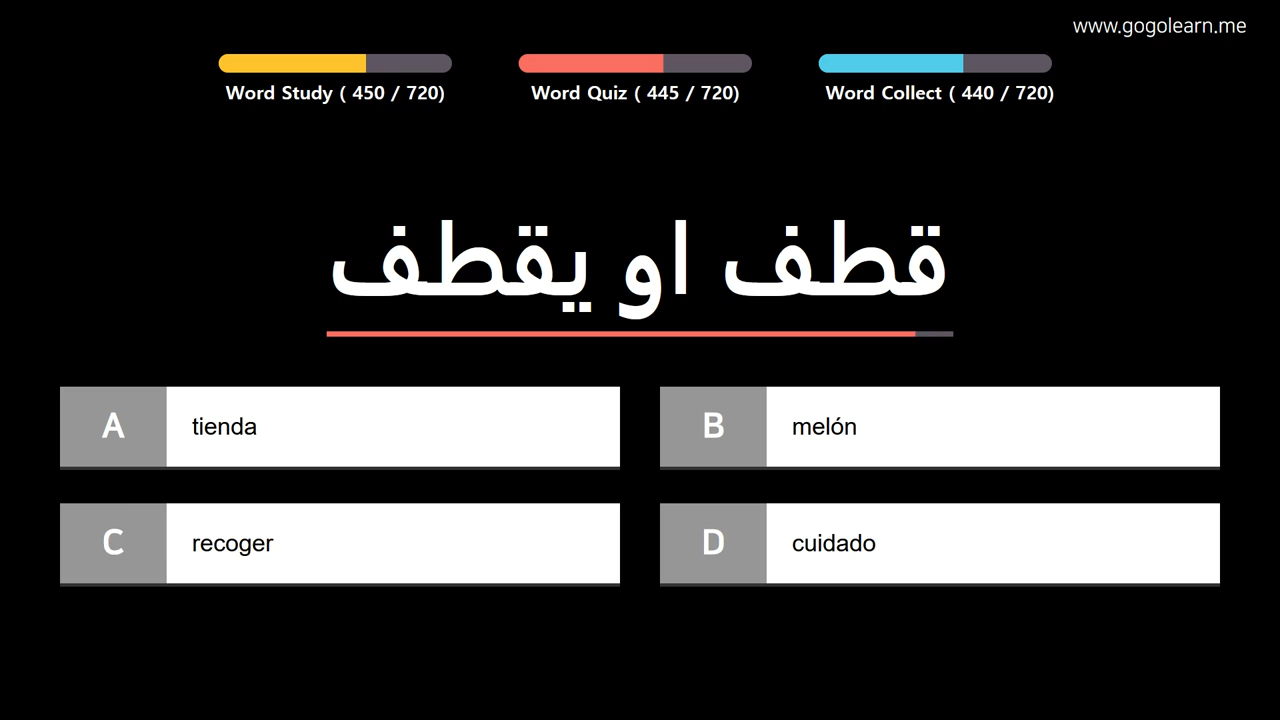 www.gogolearn.me
Word Study ( 450 / 720)
Word Quiz ( 445 / 720)
Word Collect ( 440 / 720)
قطف او يقطف
A tienda
B melón
C recoger
D cuidado